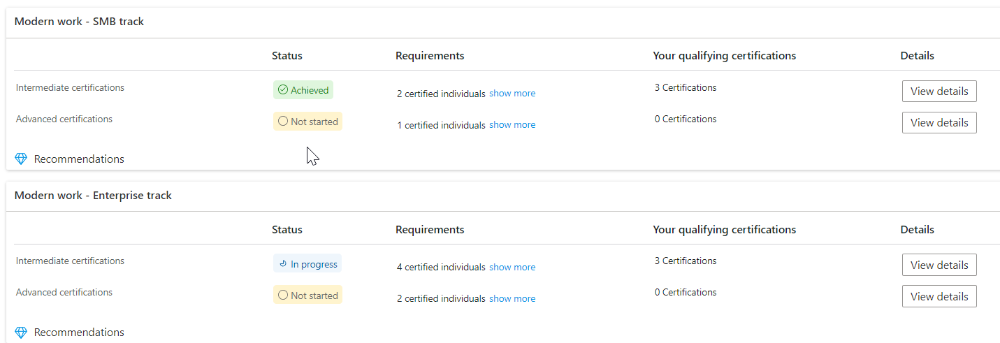 Modern work - SMB track
Status Requirements Your qualifying certifications Details
Intermediate certifications Achieved 2 certified individuals show more 3 Certifications View details
Advanced certifications Not started 1 certified individuals show more 0 Certifications View details
Recommendations
Modern work - Enterprise track
Status Requirements Your qualifying certifications Details
Intermediate certifications In progress 4 certified individuals show more 3 Certifications View details
Advanced certifications Not started 2 certified individuals show more 0 Certifications View details
Recommendations